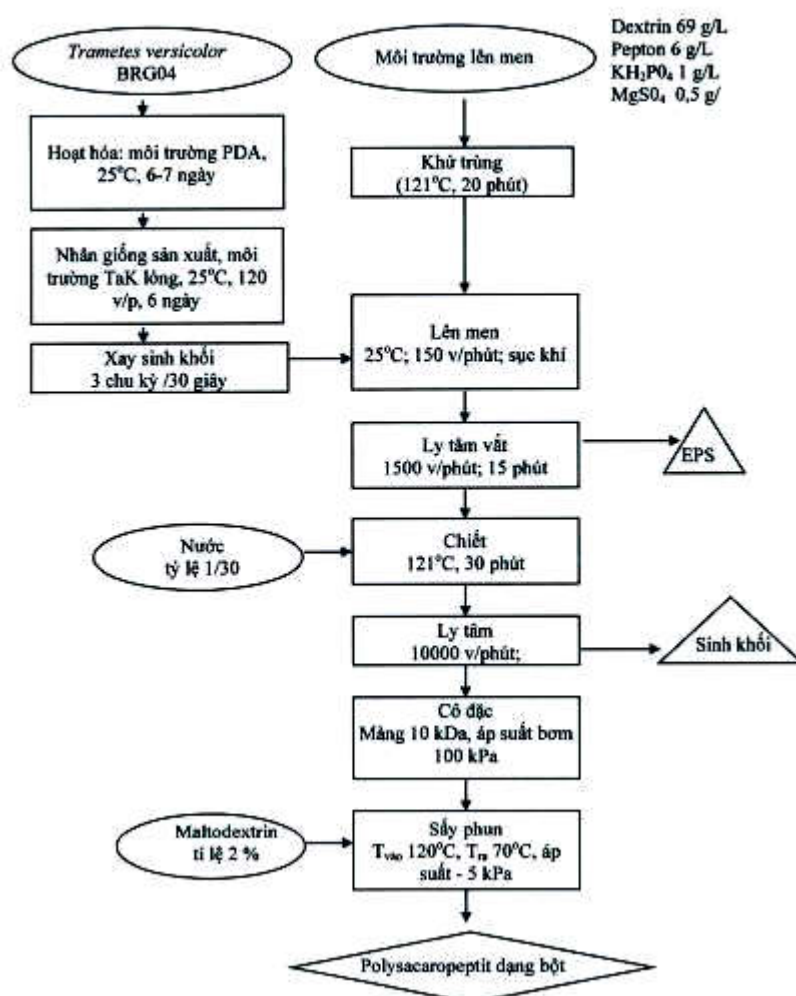 Trametes versicolor
BRG04
Môi trường lên men
Dextrin 69 g/L
Pepton 6 g/L
KH₂P0₄ 1 g/L
MgS0₄ 0,5 g/
Hoạt hóa: môi trường PDA,
25°C, 6-7 ngày
Khử trùng
(121°C, 20 phút)
Nhân giống sản xuất, môi
trường TaK lỏng, 25°C, 120
v/p, 6 ngày
Xay sinh khối
3 chu kỳ /30 giây
Lên men
25°C; 150 v/phút; sục khí
Ly tâm vắt
1500 v/phút; 15 phút
EPS
Nước
tỷ lệ 1/30
Chiết
121°C, 30 phút
Ly tâm
10000 v/phút;
Sinh khối
Cô đặc
Màng 10 kDa, áp suất bơm
100 kPa
Maltodextrin
tỉ lệ 2 %
Sấy phun
Tvào 120°C, Tra 70°C, áp
suất - 5 kPa
Polysacaropeptit dạng bột